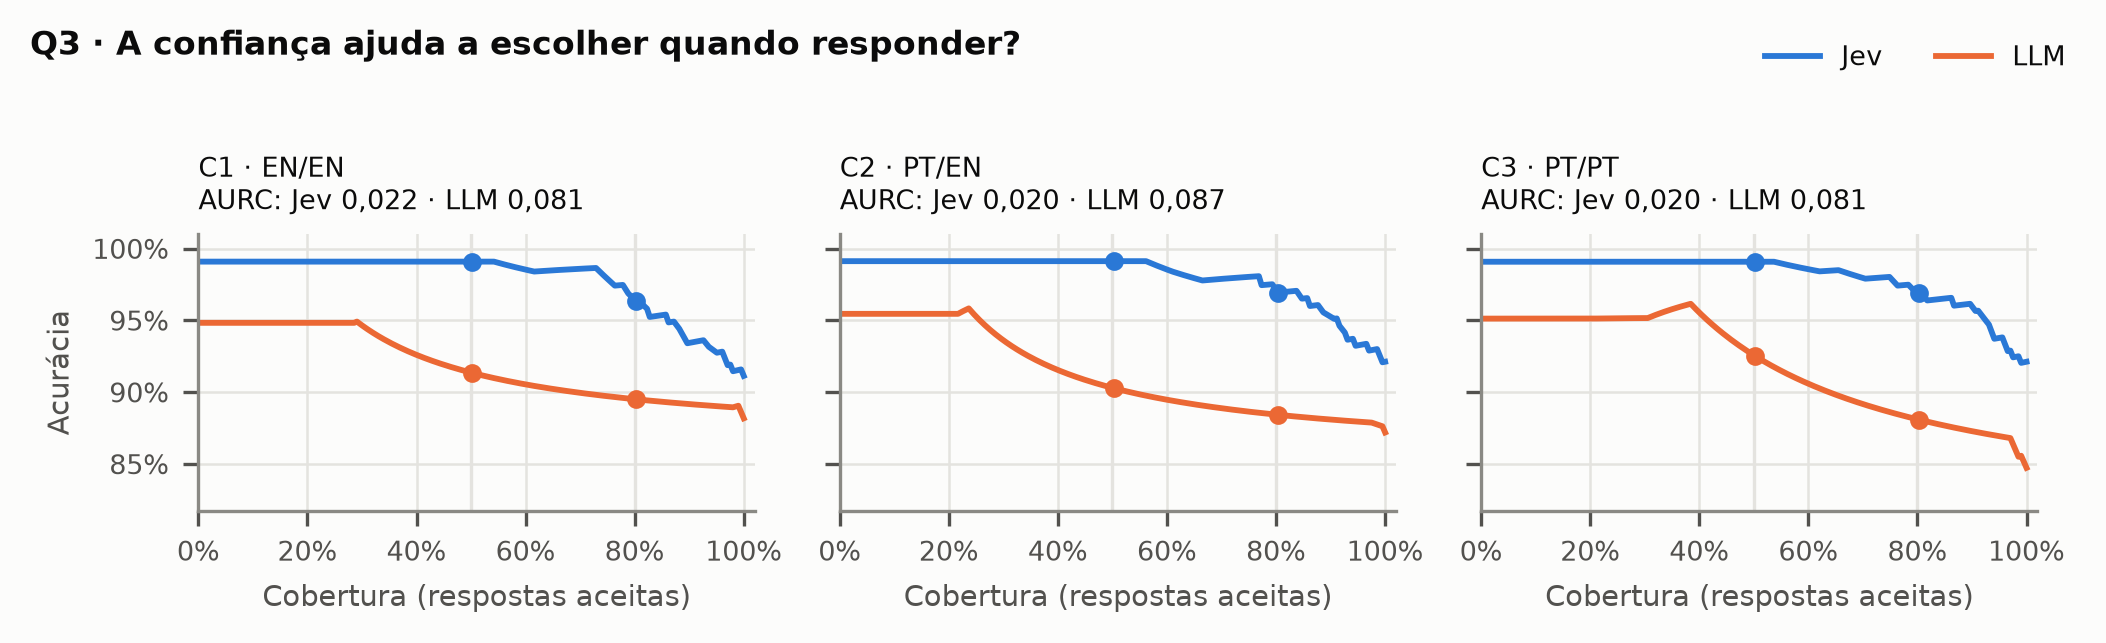 Q3 · A confiança ajuda a escolher quando responder?
Jev
LLM
C1 · EN/EN
AURC: Jev 0,022 · LLM 0,081
C2 · PT/EN
AURC: Jev 0,020 · LLM 0,087
C3 · PT/PT
AURC: Jev 0,020 · LLM 0,081
Acurácia
100%
95%
90%
85%
0% 20% 40% 60% 80% 100%
0% 20% 40% 60% 80% 100%
0% 20% 40% 60% 80% 100%
Cobertura (respostas aceitas)
Cobertura (respostas aceitas)
Cobertura (respostas aceitas)